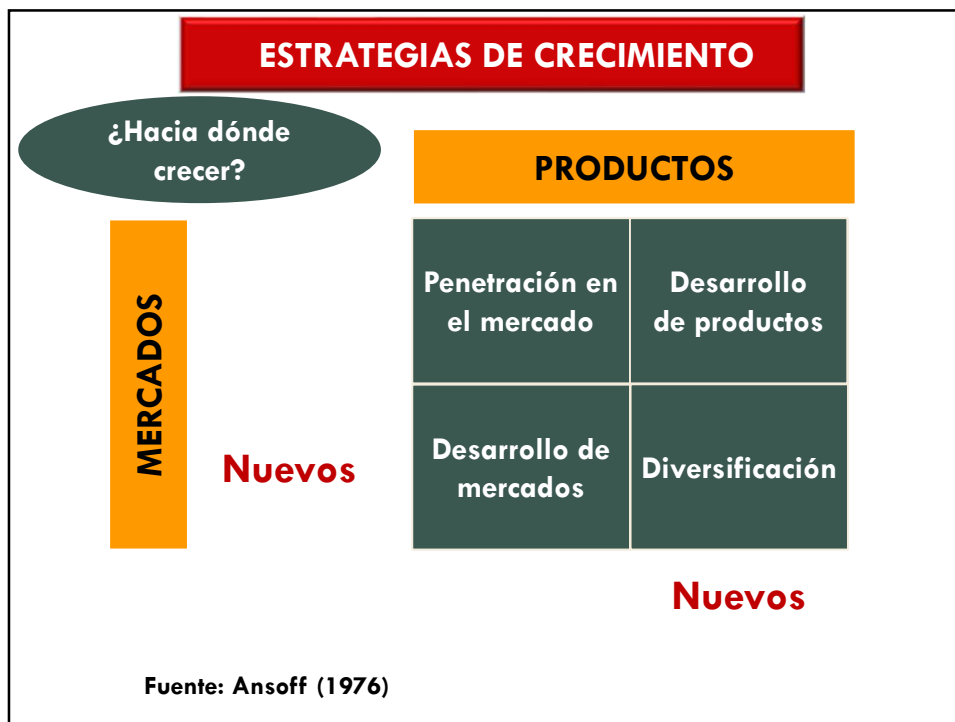 ESTRATEGIAS DE CRECIMIENTO
¿Hacia dónde
crecer?
PRODUCTOS
MERCADOS
Penetración en
el mercado
Desarrollo
de productos
Nuevos
Desarrollo de
mercados
Diversificación
Nuevos
Fuente: Ansoff (1976)